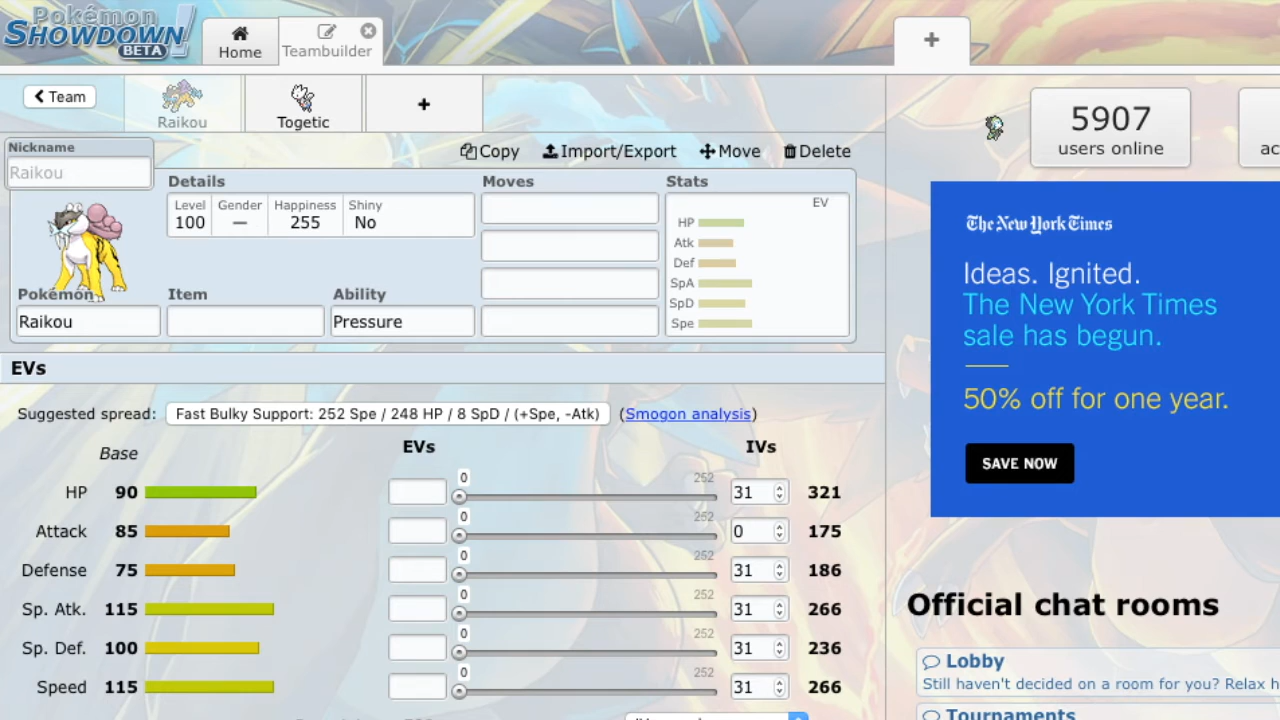 Pokémon
SHOWDOWN!
BETA
Home
Teambuilder
+
Team
Raikou
Togetic
+
Nickname
Raikou
Copy
Import/Export
Move
Delete
Details
Level
100
Gender
—
Happiness
255
Shiny
No
Moves
Stats
EV
HP
Atk
Def
SpA
SpD
Spe
Pokémon
Raikou
Item
Ability
Pressure
EVs
Suggested spread: Fast Bulky Support: 252 Spe / 248 HP / 8 SpD / (+Spe, -Atk) (Smogon analysis)
Base EVs IVs
HP 90 0 252 31 321
Attack 85 0 252 0 175
Defense 75 0 252 31 186
Sp. Atk. 115 0 252 31 266
Sp. Def. 100 0 252 31 236
Speed 115 0 252 31 266
5907
users online
ac
The New York Times
Ideas. Ignited.
The New York Times
sale has begun.
50% off for one year.
SAVE NOW
Official chat rooms
Lobby
Still haven't decided on a room for you? Relax h
Tournaments